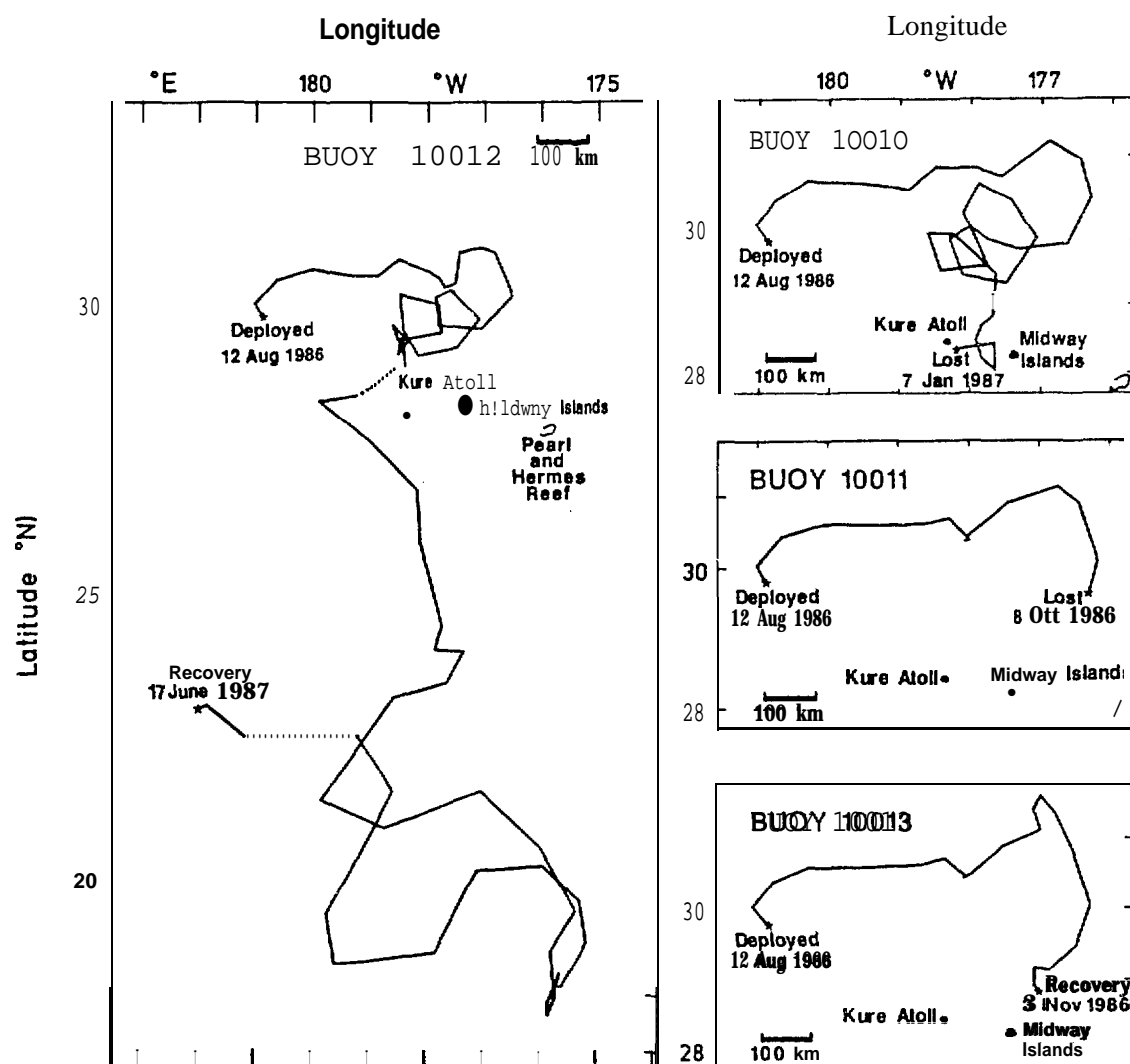 Longitude
°E 180 °W 175
BUOY 10012 100 km
30
Deployed
12 Aug 1986
Kure Atoll
h!ldwny Islands
Pearl
and
Hermes
Reef
Latitude °N)
25
Recovery
17 June 1987
20
Longitude
180 °W 177
BUOY 10010
30
Deployed
12 Aug 1986
Kure Atoll
Midway
Islands
Lost
7 Jan 1987
100 km
28
BUOY 10011
30
Deployed
12 Aug 1986
Lost
8 Ott 1986
Kure Atoll
Midway Island
100 km
28
BUOY 10013
30
Deployed
12 Aug 1986
Recovery
3 Nov 1986
Kure Atoll
Midway
Islands
100 km
28